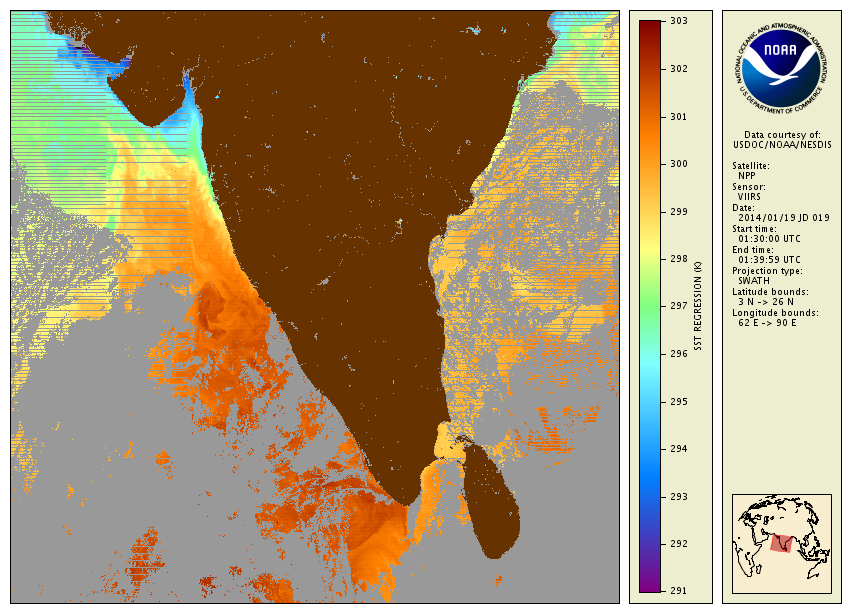 303
302
301
300
299
298
297
296
295
294
293
292
291
SST REGRESSION (K)
NATIONAL OCEANIC AND ATMOSPHERIC ADMINISTRATION
NOAA
U.S. DEPARTMENT OF COMMERCE
Data courtesy of:
USDOC/NOAA/NESDIS
Satellite:
NPP
Sensor:
VIIRS
Date:
2014/01/19 JD 019
Start time:
01:30:00 UTC
End time:
01:39:59 UTC
Projection type:
SWATH
Latitude bounds:
3 N -> 26 N
Longitude bounds:
62 E -> 90 E